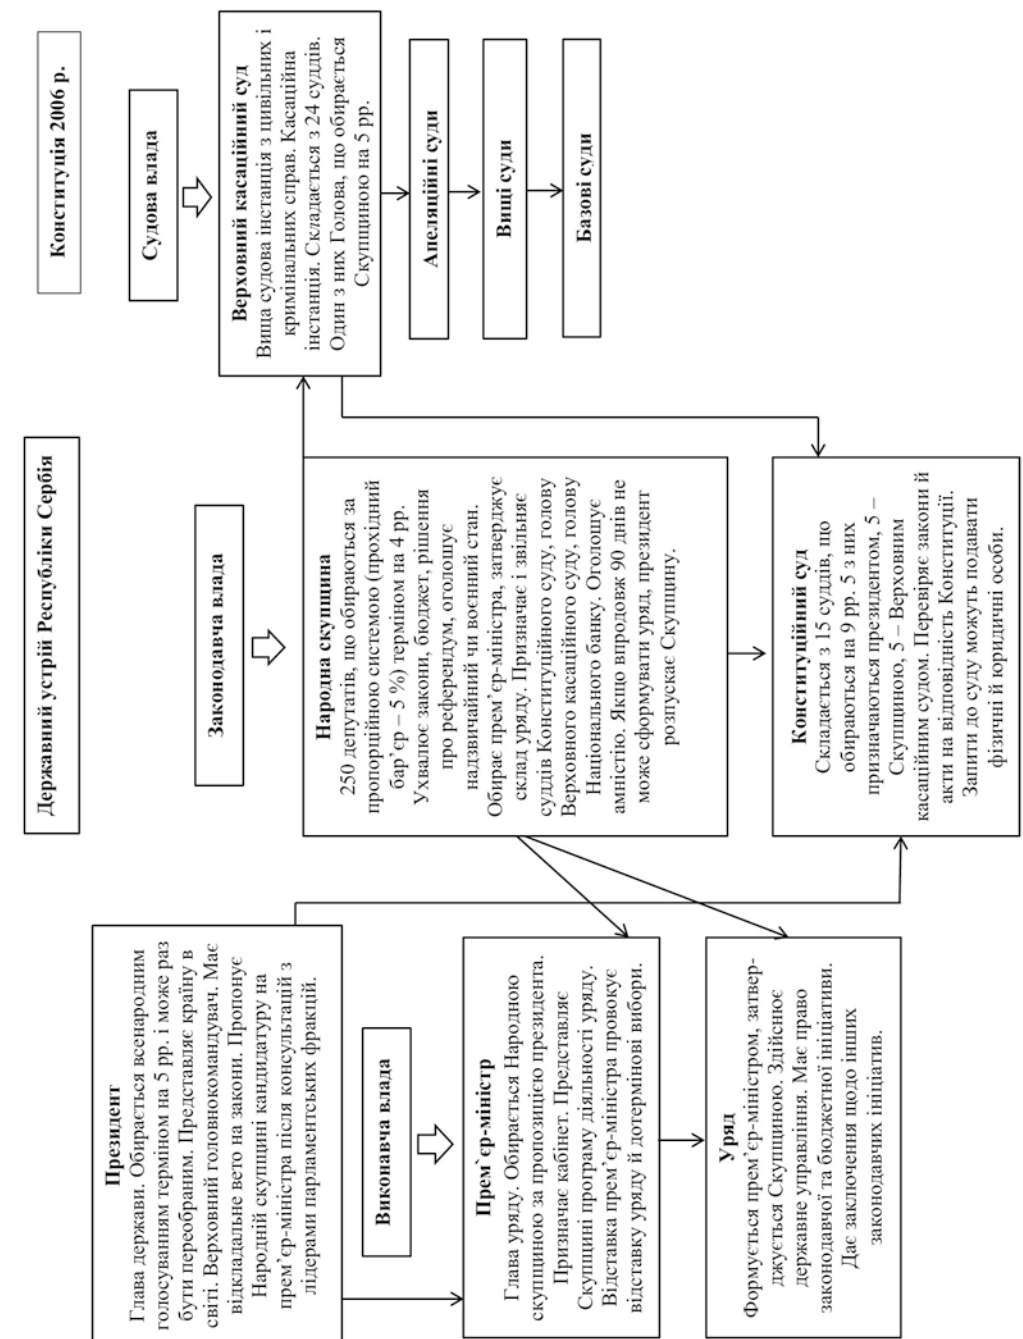 Державний устрій Республіки Сербія
Конституція 2006 р.
Президент
Глава держави. Обирається всенародним
голосуванням терміном на 5 рр. і може раз
бути переобраним. Представляє країну в
світі. Верховний головнокомандувач. Має
відкладальне вето на закони. Пропонує
Народній скупщині кандидатуру на
прем’єр-міністра після консультацій з
лідерами парламентських фракцій.
Виконавча влада
Прем`єр-міністр
Глава уряду. Обирається Народною
скупщиною за пропозицією президента.
Призначає кабінет. Представляє
Скупщині програму діяльності уряду.
Відставка прем’єр-міністра провокує
відставку уряду й дотермінові вибори.
Уряд
Формується прем’єр-міністром, затвер-
джується Скупщиною. Здійснює
державне управління. Має право
законодавчої та бюджетної ініціативи.
Дає заключення щодо інших
законодавчих ініціатив.
Законодавча влада
Народна скупщина
250 депутатів, що обираються за
пропорційною системою (прохідний
бар’єр – 5 %) терміном на 4 рр.
Ухвалює закони, бюджет, рішення
про референдум, оголошує
надзвичайний чи воєнний стан.
Обирає прем’єр-міністра, затверджує
склад уряду. Призначає і звільняє
суддів Конституційного суду, голову
Верховного касаційного суду, голову
Національного банку. Оголошує
амністію. Якщо впродовж 90 днів не
може сформувати уряд, президент
розпускає Скупщину.
Конституційний суд
Складається з 15 суддів, що
обираються на 9 рр. 5 з них
призначаються президентом, 5 –
Скупщиною, 5 – Верховним
касаційним судом. Перевіряє закони й
акти на відповідність Конституції.
Запити до суду можуть подавати
фізичні й юридичні особи.
Судова влада
Верховний касаційний суд
Вища судова інстанція з цивільних і
кримінальних справ. Касаційна
інстанція. Складається з 24 суддів.
Один з них Голова, що обирається
Скупщиною на 5 рр.
Апеляційні суди
Вищі суди
Базові суди